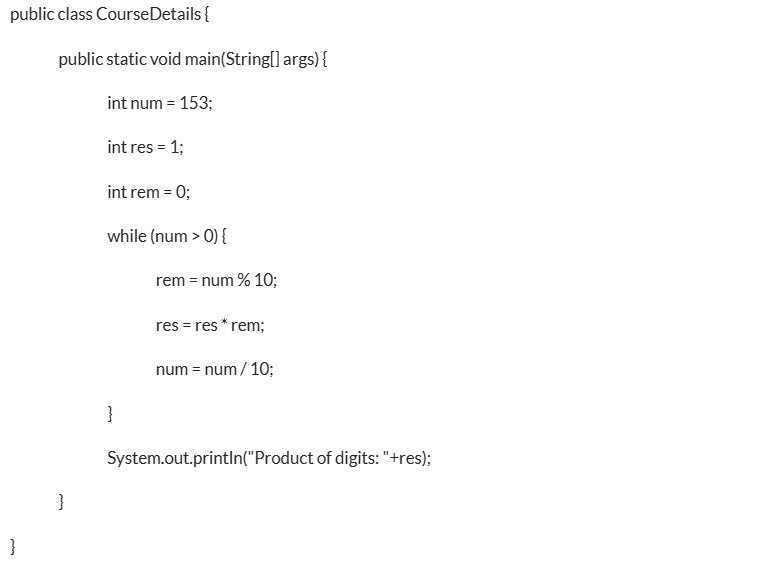 public class CourseDetails {
public static void main(String[] args) {
int num = 153;
int res = 1;
int rem = 0;
while (num > 0) {
rem = num % 10;
res = res * rem;
num = num / 10;
}
System.out.println("Product of digits: "+res);
}
}